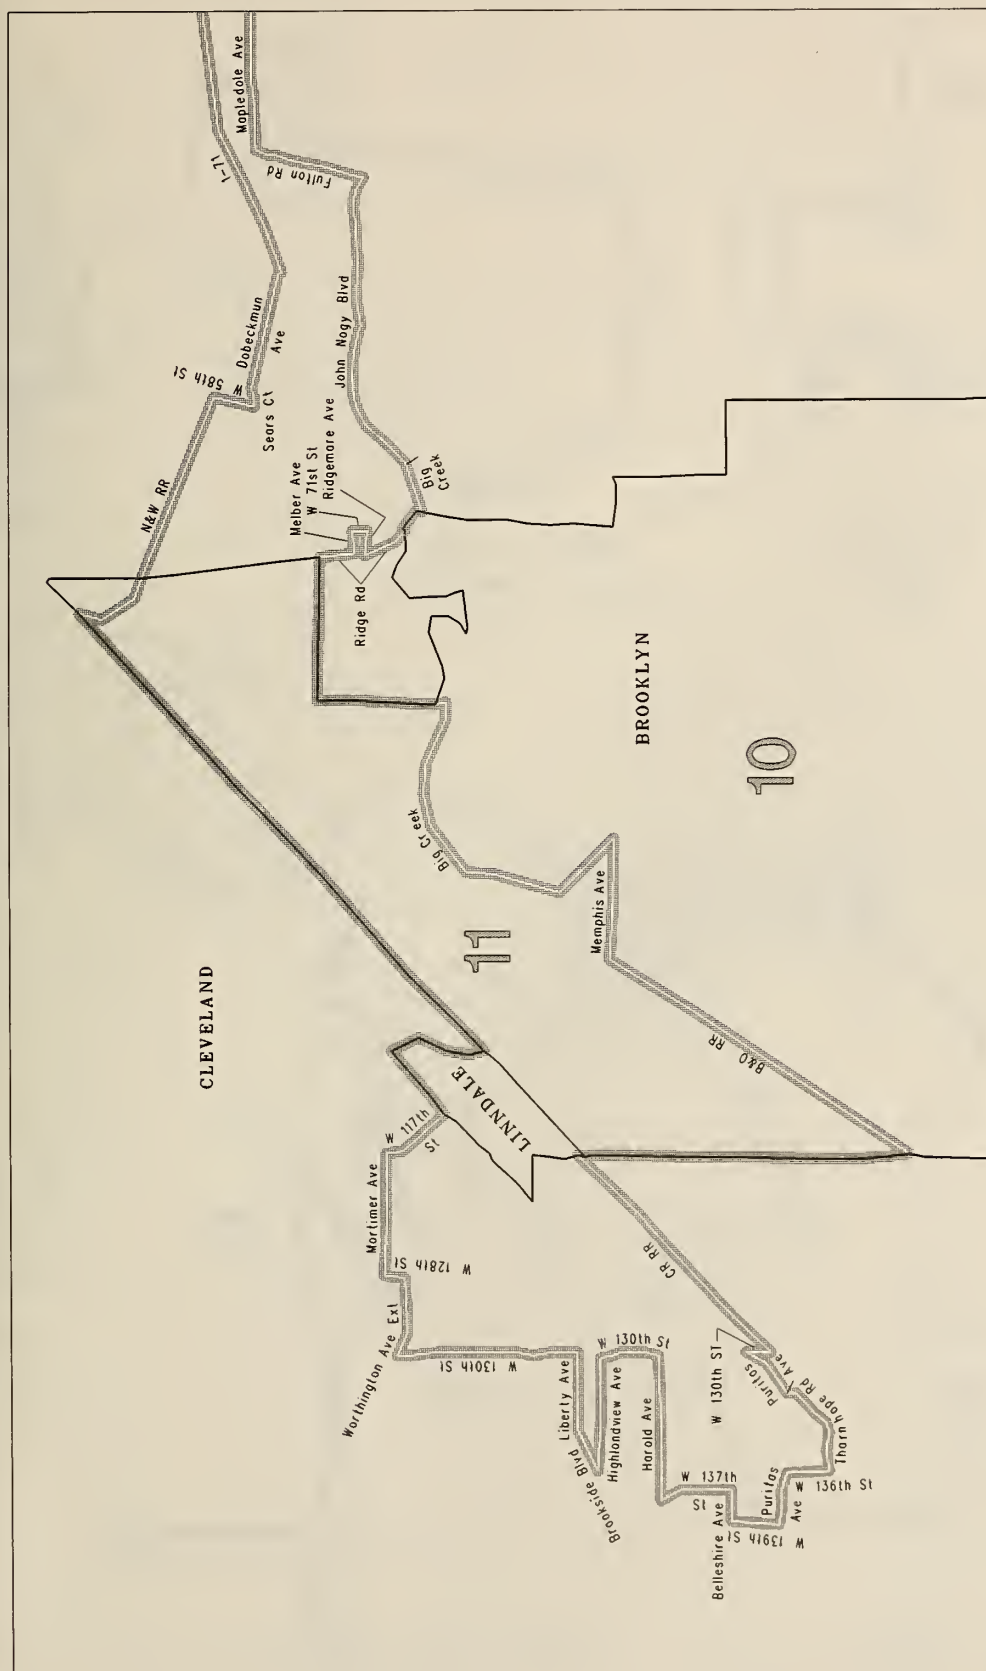 Mapledole Ave
I-71
Fulton Rd
Dobeckmun
Ave
W 58th St
Sears Ct
John Nagy Blvd
N&W RR
Melber Ave
W 71st St
Ridgemore Ave
Big
Creek
Ridge Rd
BROOKLYN
10
Big Creek
Memphis Ave
11
CLEVELAND
B&O RR
LINNDALE
W 117th
St
Mortimer Ave
W 128th St
CR RR
Worthington Ave Ext
W 130th St
Liberty Ave
W 130th St
W 130th ST
Puritas
Ave
Brookside Blvd
Highlandview Ave
Harold Ave
Thornhope Rd
W 137th
St
Puritas
Ave
W 136th St
Belleshire Ave
W 139th St